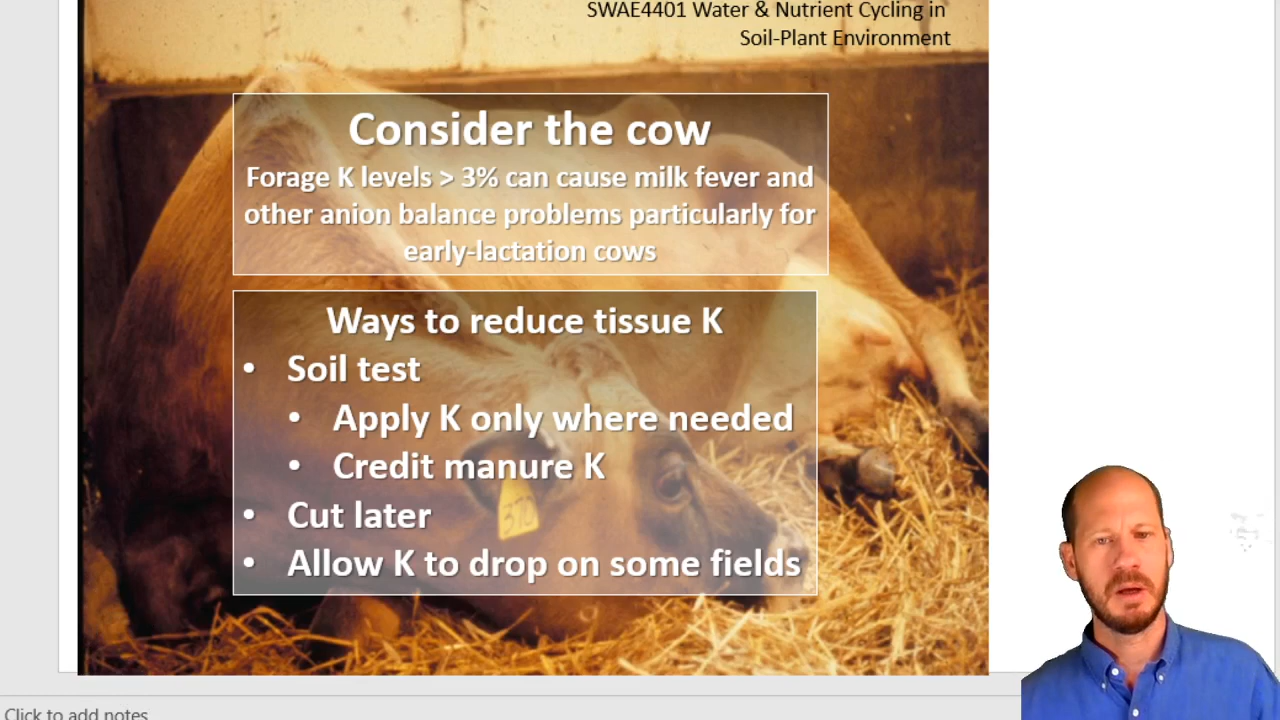 SWAE4401 Water & Nutrient Cycling in
Soil-Plant Environment
Consider the cow
Forage K levels > 3% can cause milk fever and
other anion balance problems particularly for
early-lactation cows
Ways to reduce tissue K
• Soil test
• Apply K only where needed
• Credit manure K
• Cut later
• Allow K to drop on some fields
370
Click to add notes